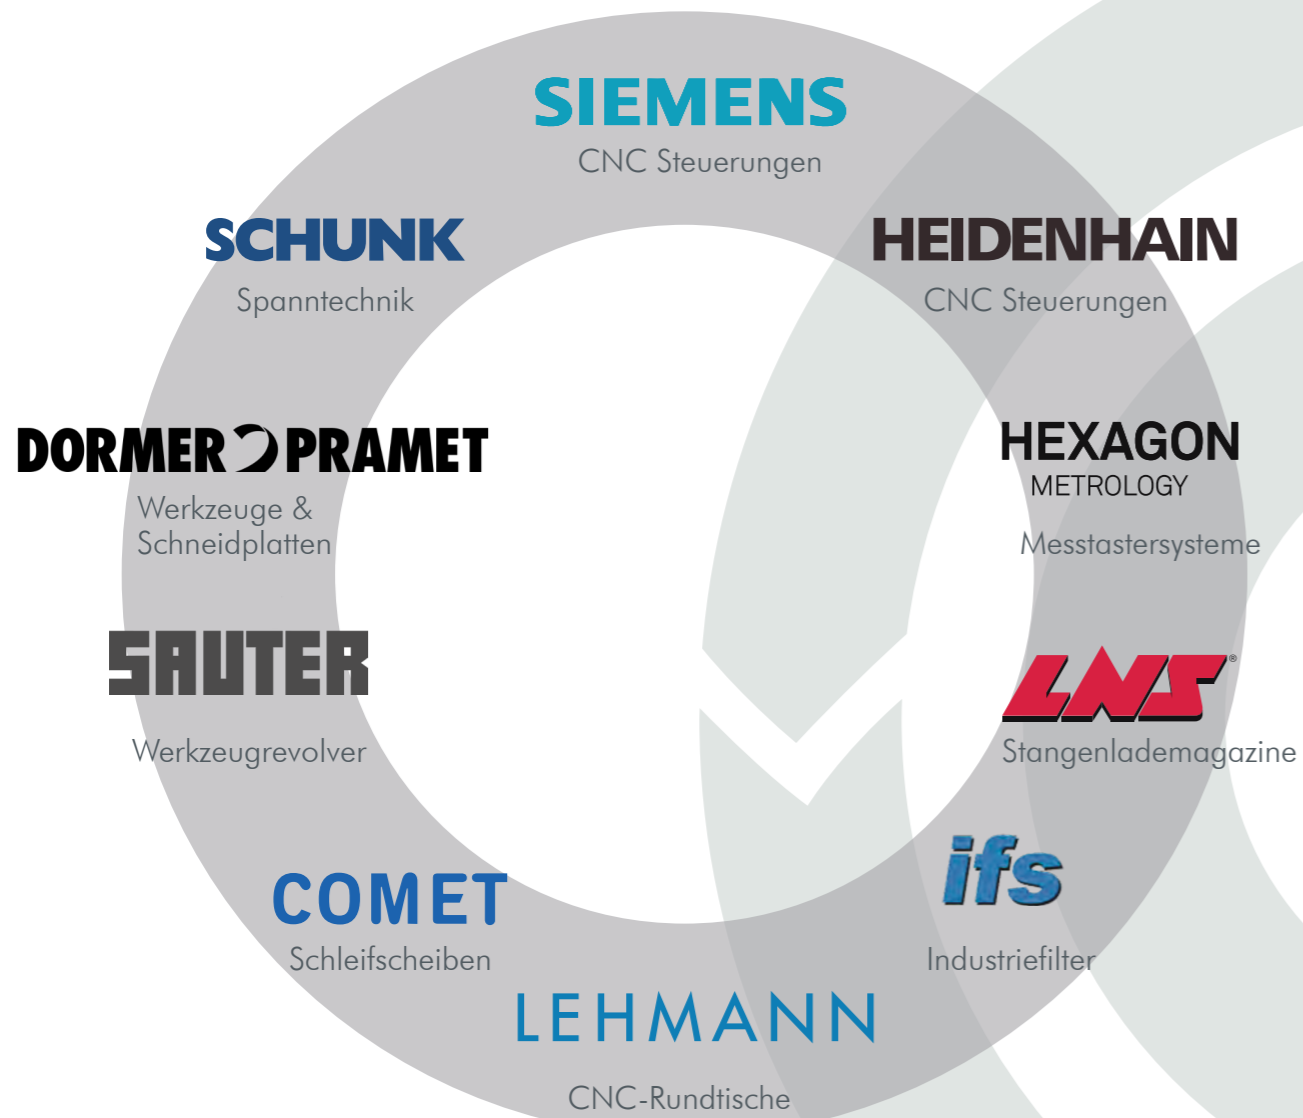 SIEMENS
CNC Steuerungen
SCHUNK
Spanntechnik
HEIDENHAIN
CNC Steuerungen
DORMER PRAMET
Werkzeuge &
Schneidplatten
HEXAGON
METROLOGY
Messtastersysteme
SAUTER
Werkzeugrevolver
LNS®
Stangenlademagazine
COMET
Schleifscheiben
ifs
Industriefilter
LEHMANN
CNC-Rundtische